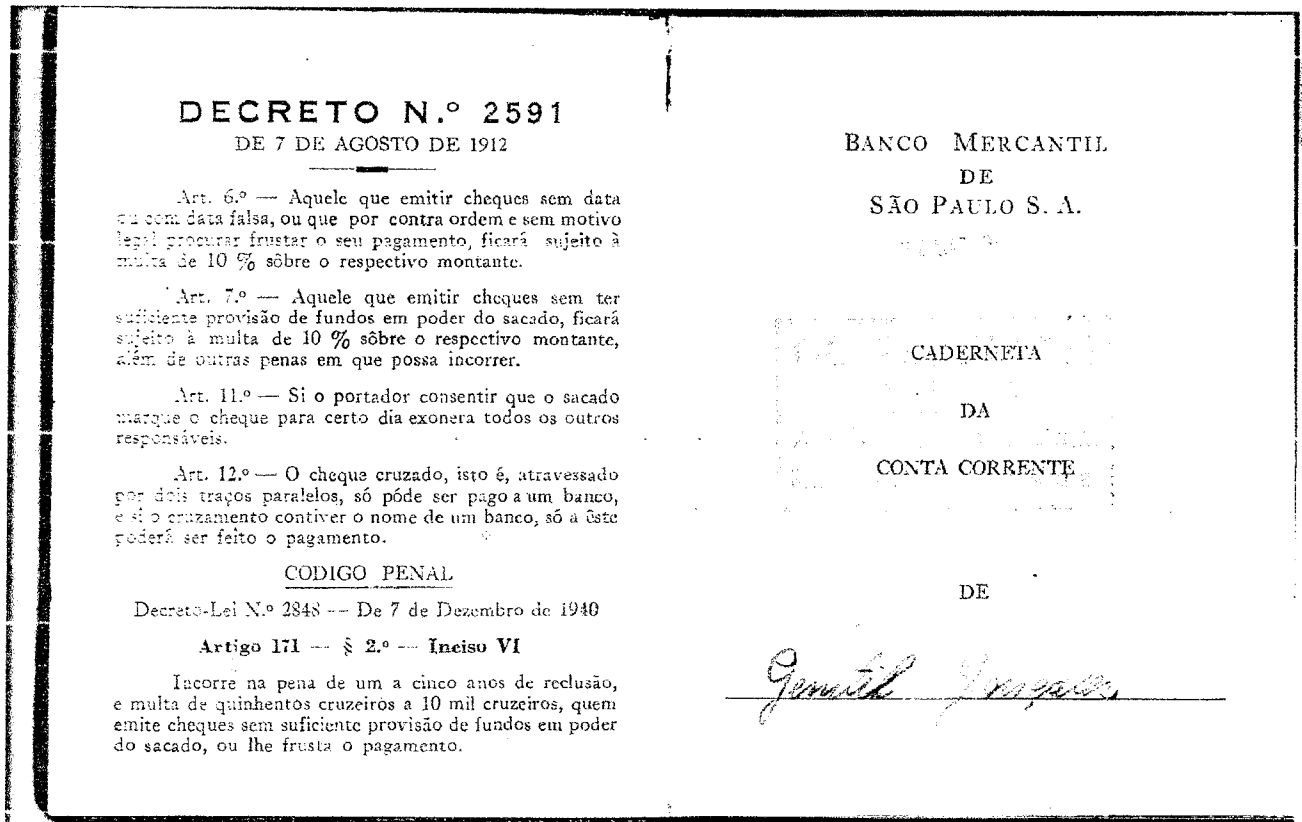 DECRETO N.º 2591
DE 7 DE AGOSTO DE 1912
Art. 6.º — Aquele que emitir cheques sem data
ou com data falsa, ou que por contra ordem e sem motivo
legal procurar frustar o seu pagamento, ficará sujeito à
multa de 10 % sôbre o respectivo montante.
Art. 7.º — Aquele que emitir cheques sem ter
suficiente provisão de fundos em poder do sacado, ficará
sujeito à multa de 10 % sôbre o respectivo montante,
além de outras penas em que possa incorrer.
Art. 11.º — Si o portador consentir que o sacado
marque o cheque para certo dia exonera todos os outros
responsáveis.
Art. 12.º — O cheque cruzado, isto é, atravessado
por dois traços paralelos, só póde ser pago a um banco,
e si o cruzamento contiver o nome de um banco, só a êste
poderá ser feito o pagamento.
CODIGO PENAL
Decreto-Lei N.º 2848 — De 7 de Dezembro de 1940
Artigo 171 — § 2.º — Inciso VI
Incorre na pena de um a cinco anos de reclusão,
e multa de quinhentos cruzeiros a 10 mil cruzeiros, quem
emite cheques sem suficiente provisão de fundos em poder
do sacado, ou lhe frusta o pagamento.
BANCO MERCANTIL
DE
SÃO PAULO S. A.
CADERNETA
DA
CONTA CORRENTE
DE
Gentil